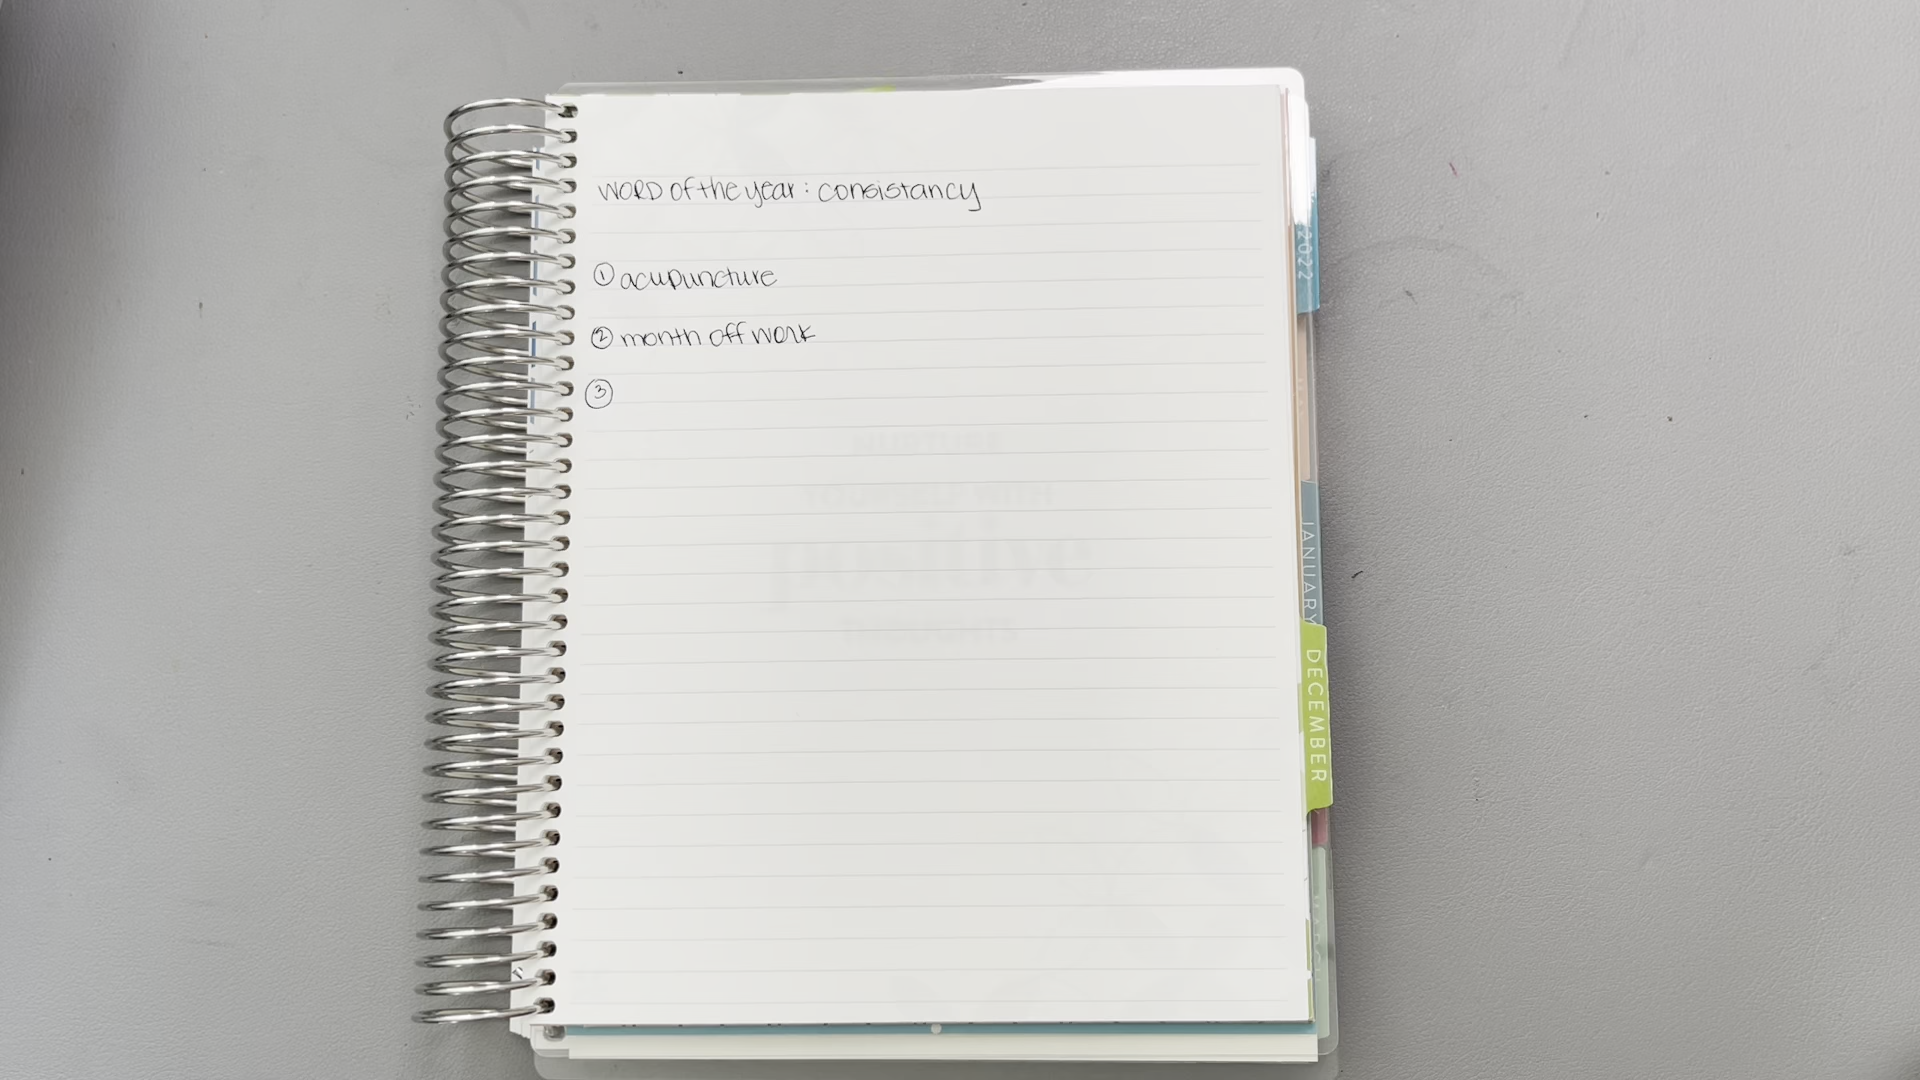 WORD of the year : consistancy
① acupuncture
② month off work
③
2022
JANUARY
DECEMBER